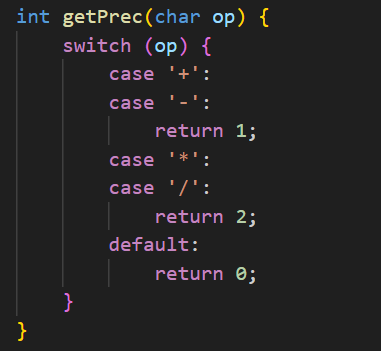 int getPrec(char op) {
    switch (op) {
        case '+':
        case '-':
            return 1;
        case '*':
        case '/':
            return 2;
        default:
            return 0;
    }
}